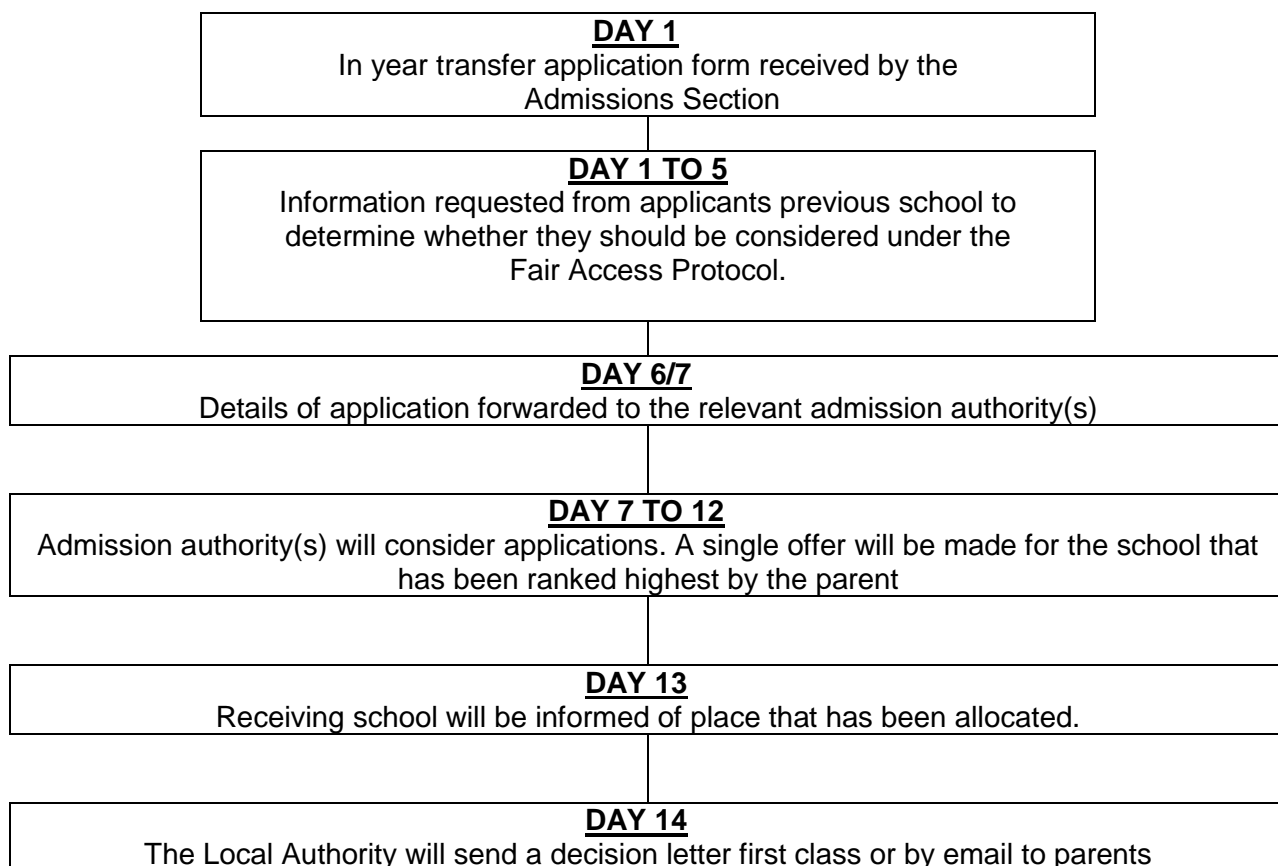 DAY 1
In year transfer application form received by the
Admissions Section
DAY 1 TO 5
Information requested from applicants previous school to
determine whether they should be considered under the
Fair Access Protocol.
DAY 6/7
Details of application forwarded to the relevant admission authority(s)
DAY 7 TO 12
Admission authority(s) will consider applications. A single offer will be made for the school that
has been ranked highest by the parent
DAY 13
Receiving school will be informed of place that has been allocated.
DAY 14
The Local Authority will send a decision letter first class or by email to parents